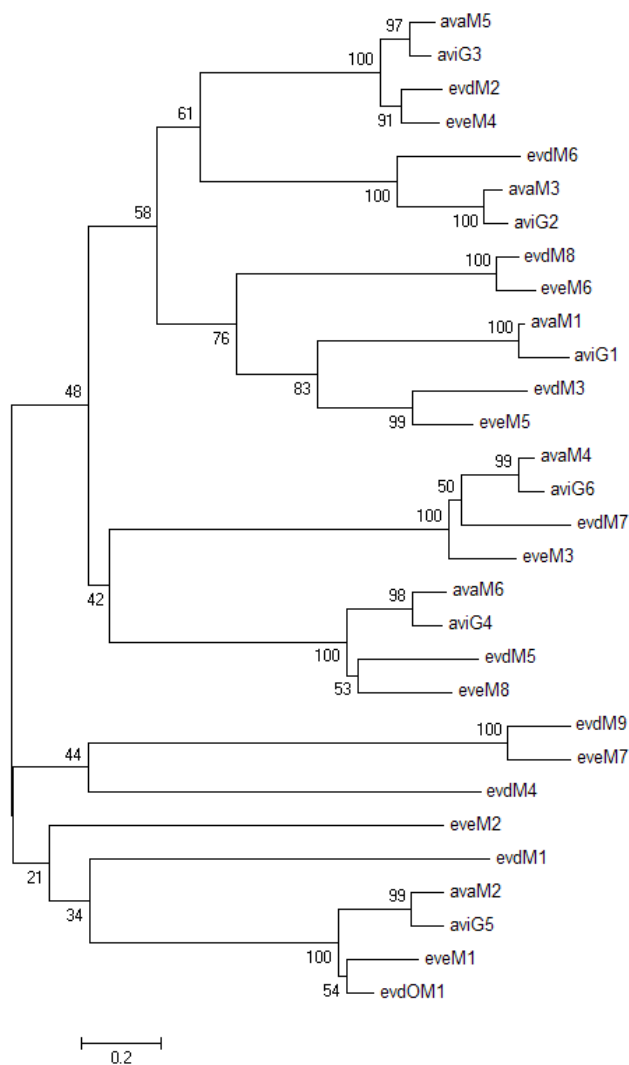 avaM5
97
aviG3
100
evdM2
91
eveM4
61
evdM6
100
avaM3
100
aviG2
58
evdM8
100
eveM6
76
avaM1
100
aviG1
83
evdM3
99
eveM5
48
avaM4
99
aviG6
50
evdM7
100
eveM3
42
avaM6
98
aviG4
100
evdM5
53
eveM8
evdM9
100
eveM7
44
evdM4
eveM2
21
evdM1
34
avaM2
99
aviG5
100
eveM1
54
evdOM1
0.2